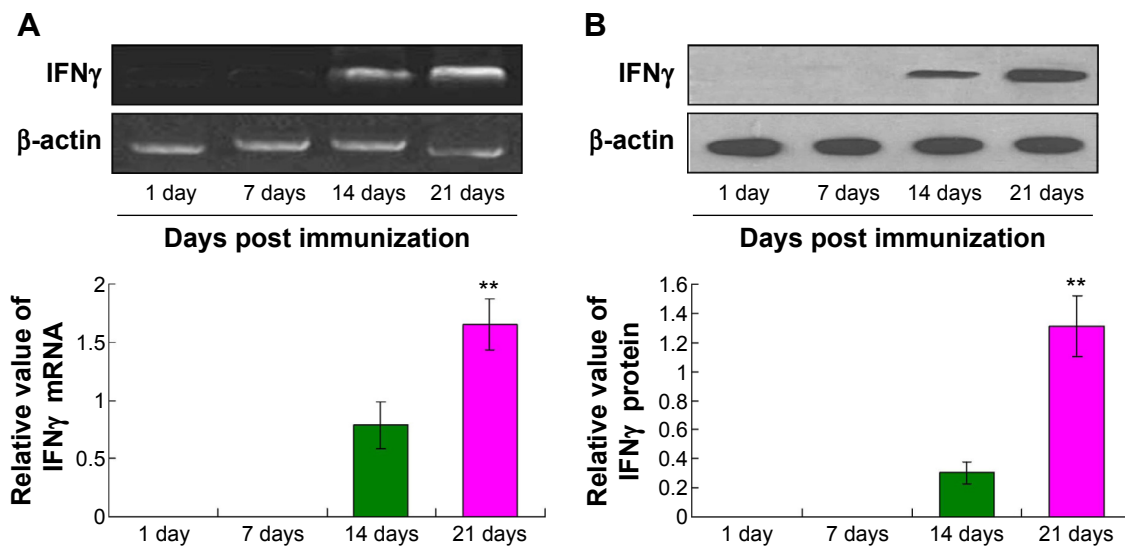 A
IFNγ
β-actin
1 day 7 days 14 days 21 days
Days post immunization
2
1.5
1
0.5
0
Relative value of
IFNγ mRNA
**
1 day 7 days 14 days 21 days
B
IFNγ
β-actin
1 day 7 days 14 days 21 days
Days post immunization
1.6
1.4
1.2
1
0.8
0.6
0.4
0.2
0
Relative value of
IFNγ protein
**
1 day 7 days 14 days 21 days